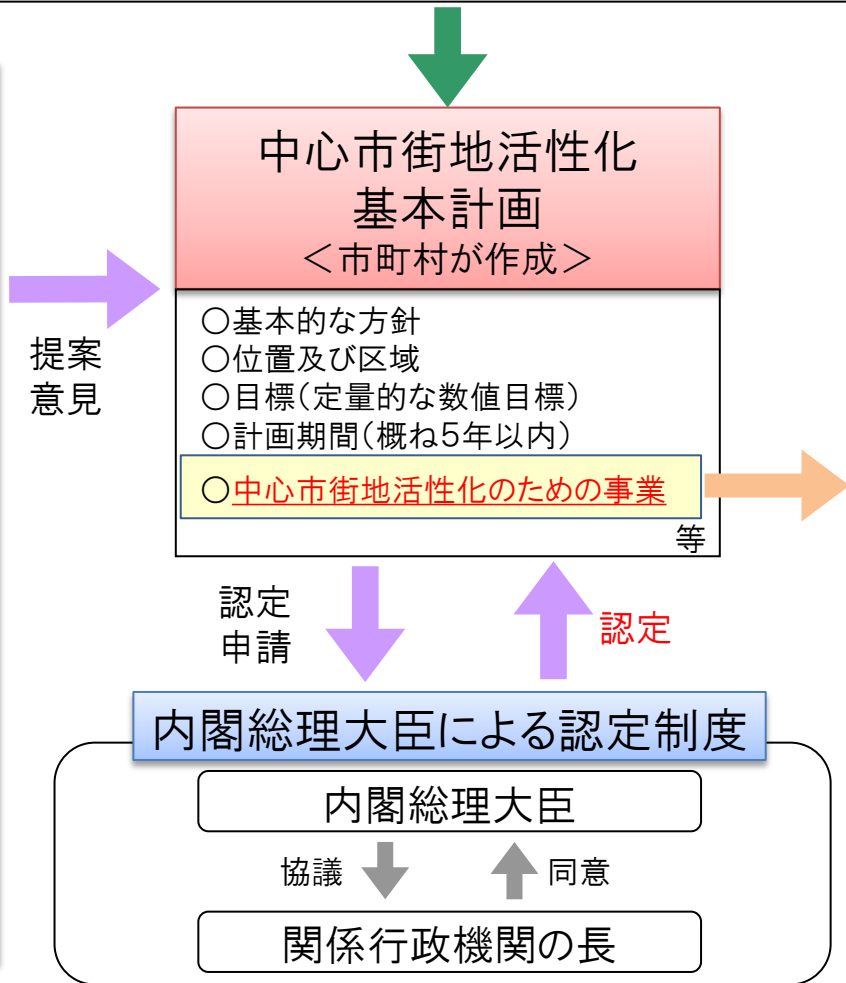 中心市街地活性化
基本計画
＜市町村が作成＞
提案
意見
○基本的な方針
○位置及び区域
○目標(定量的な数値目標)
○計画期間(概ね5年以内)
○中心市街地活性化のための事業
等
認定
申請
認定
内閣総理大臣による認定制度
内閣総理大臣
協議
同意
関係行政機関の長